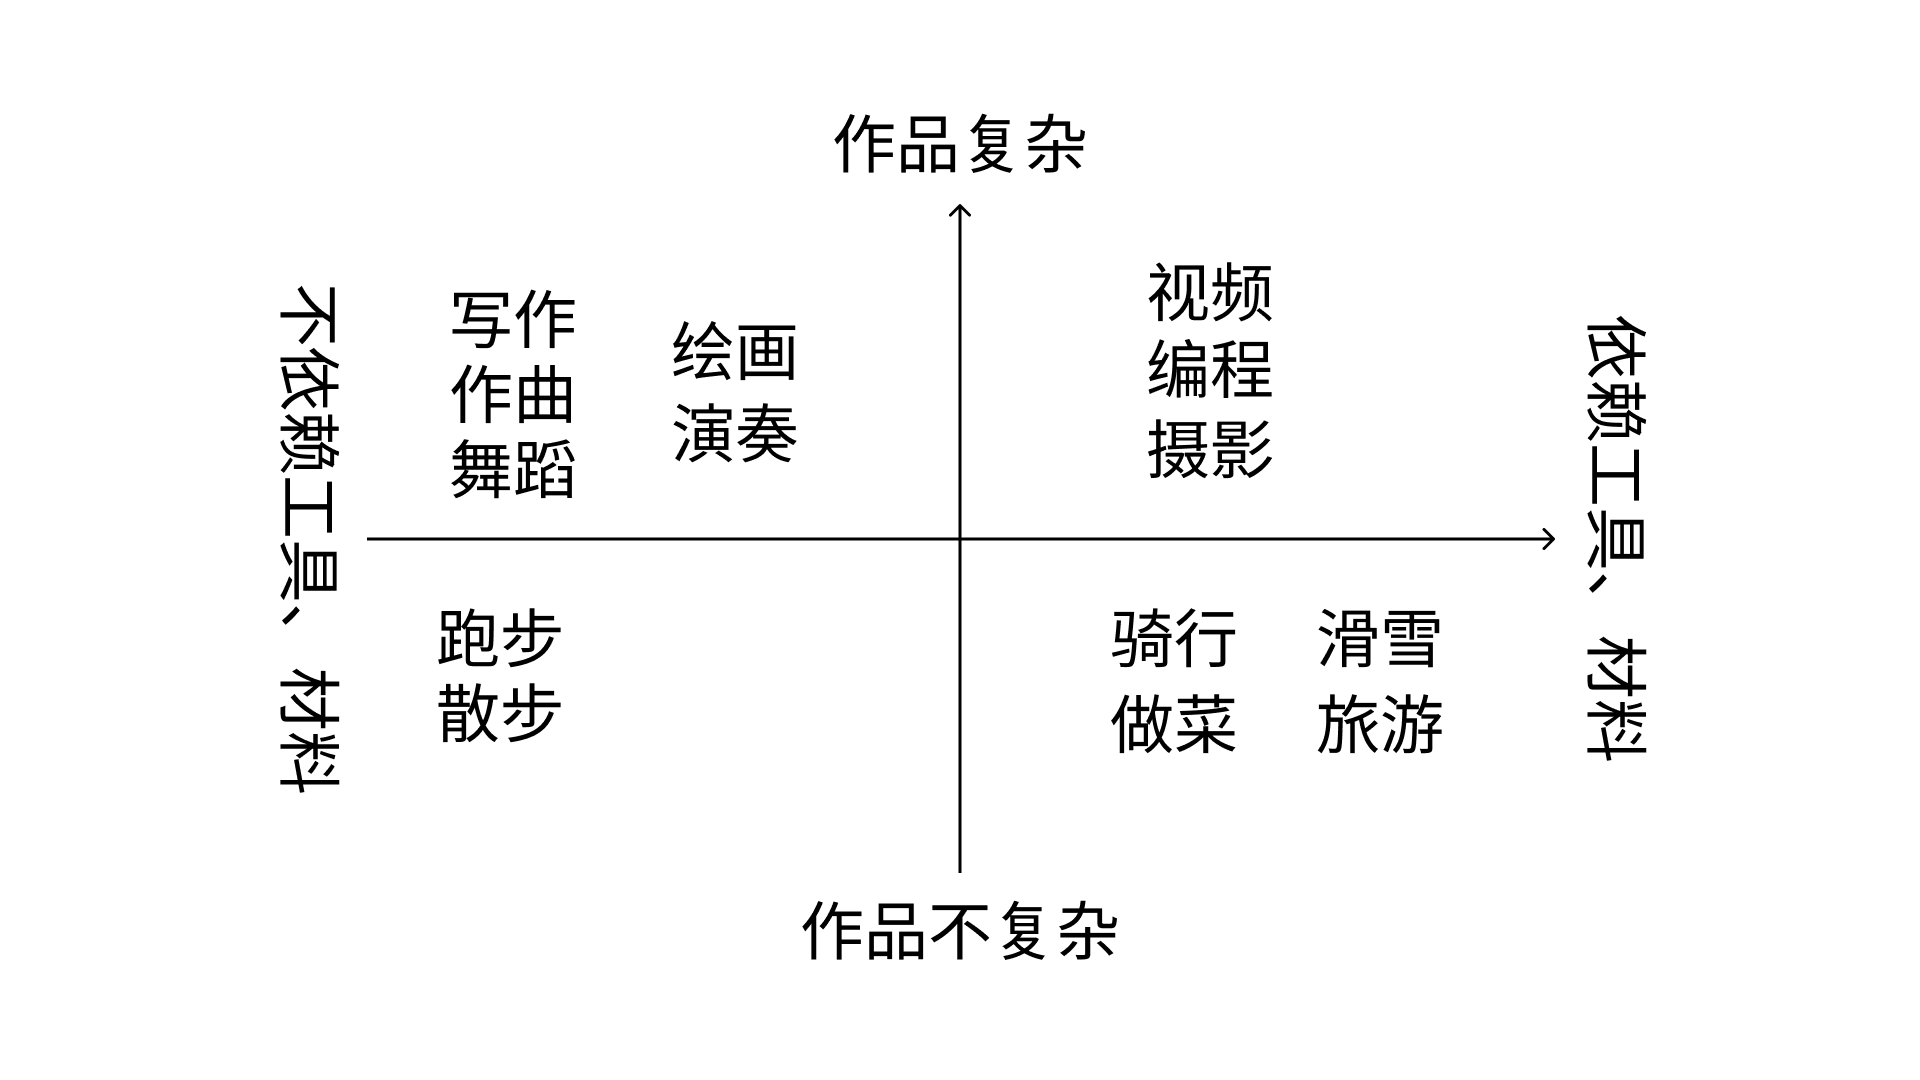 作品复杂
不依赖工具、材料
写作
作曲
舞蹈
绘画
演奏
视频
编程
摄影
依赖工具、材料
跑步
散步
骑行
滑雪
做菜
旅游
作品不复杂